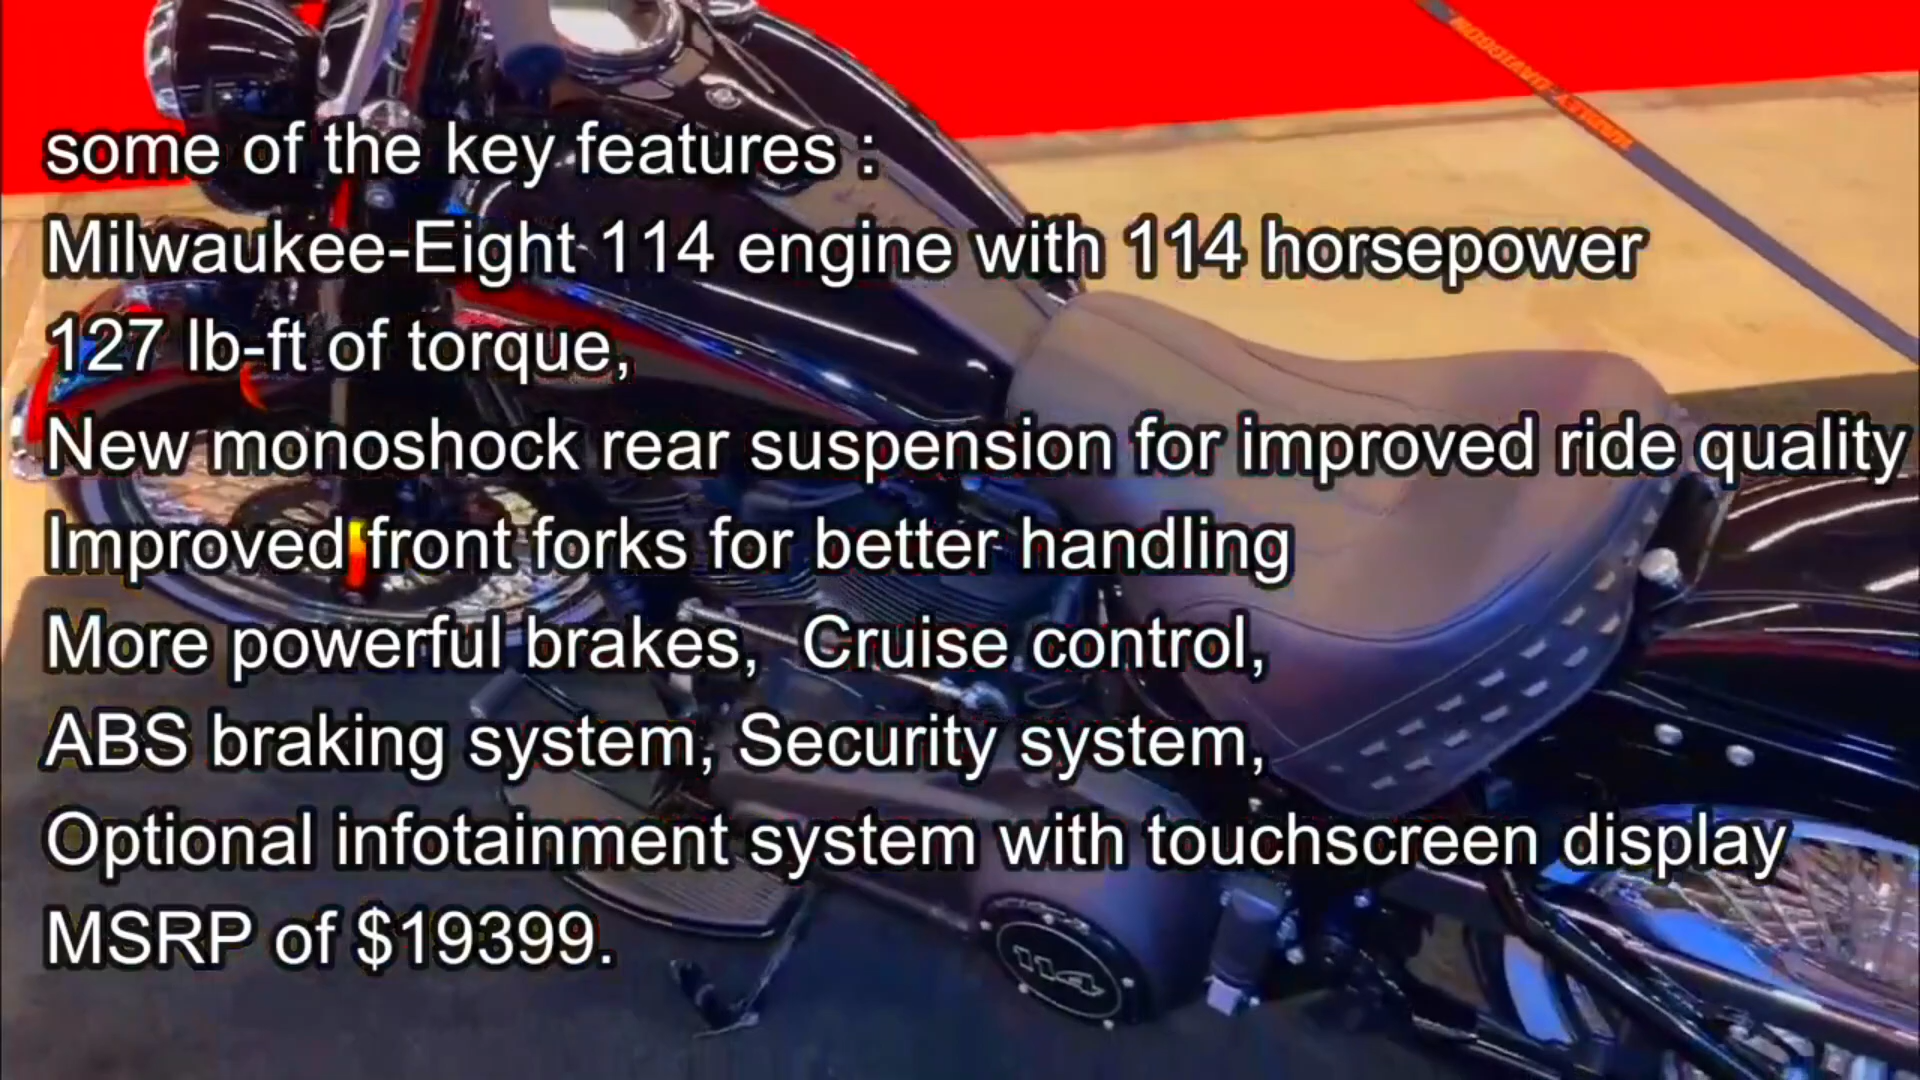 HARLEY-DAVIDSON
some of the key features :
Milwaukee-Eight 114 engine with 114 horsepower
127 lb-ft of torque,
New monoshock rear suspension for improved ride quality
Improved front forks for better handling
More powerful brakes, Cruise control,
ABS braking system, Security system,
Optional infotainment system with touchscreen display
MSRP of $19399.
114